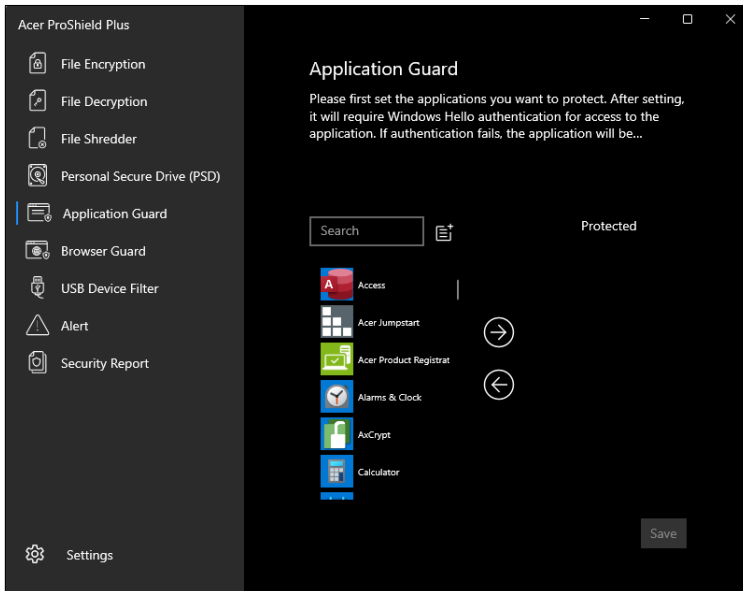 Acer ProShield Plus
File Encryption
File Decryption
File Shredder
Personal Secure Drive (PSD)
Application Guard
Browser Guard
USB Device Filter
Alert
Security Report
Settings
Application Guard
Please first set the applications you want to protect. After setting,
it will require Windows Hello authentication for access to the
application. If authentication fails, the application will be...
Search
Protected
A
Access
Acer Jumpstart
Acer Product Registrat
Alarms & Clock
AxCrypt
Calculator
Save